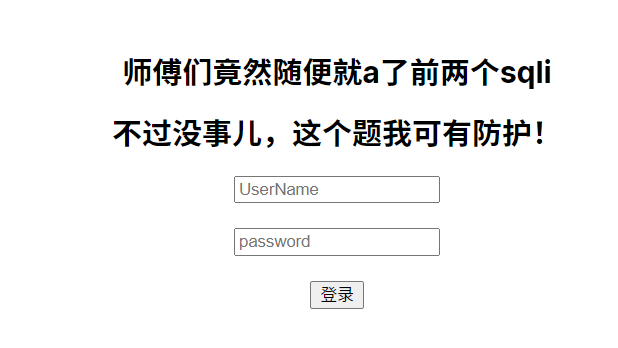 师傅们竟然随便就a了前两个sqli
不过没事儿，这个题我可有防护！
UserName
password
登录